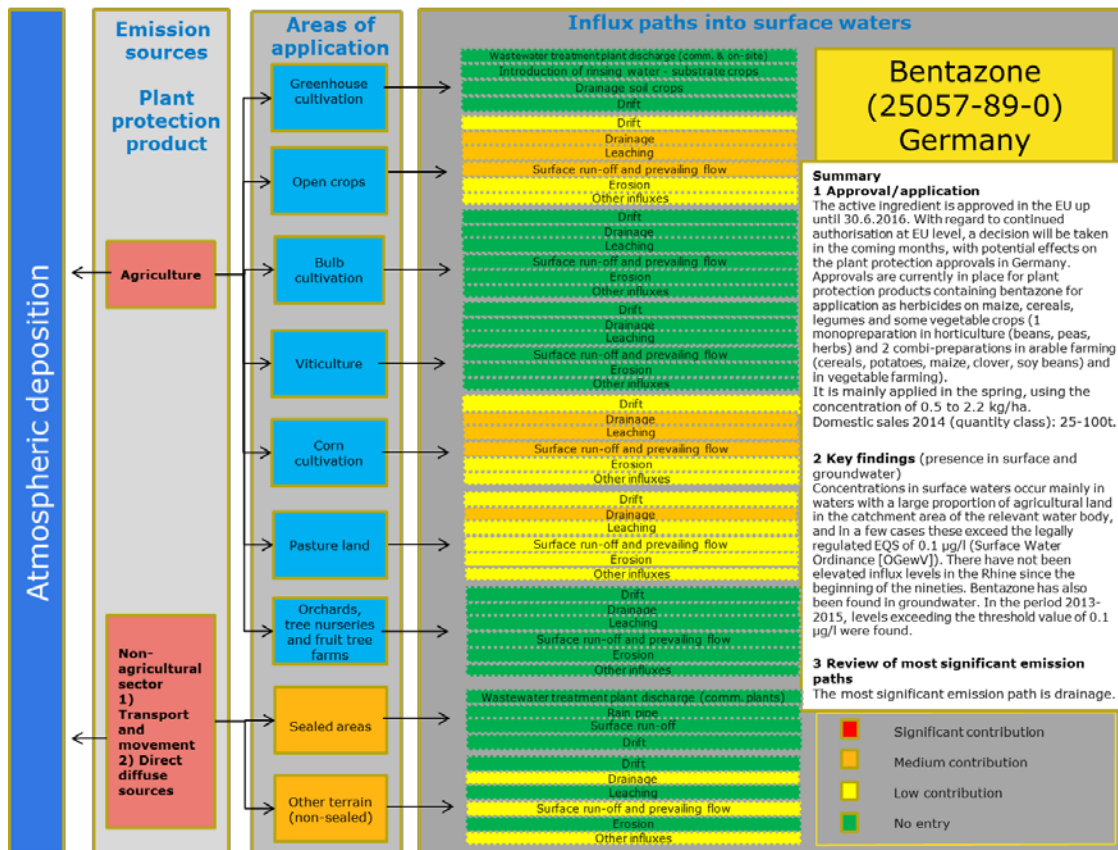 Atmospheric deposition
Emission
sources
Plant
protection
product
Agriculture
Non-
agricultural
sector
1)
Transport
and
movement
2) Direct
diffuse
sources
Areas of
application
Greenhouse
cultivation
Open crops
Bulb
cultivation
Viticulture
Corn
cultivation
Pasture land
Orchards,
tree nurseries
and fruit tree
farms
Sealed areas
Other terrain
(non-sealed)
Influx paths into surface waters
Wastewater treatment plant discharge (comm. & on-site)
Introduction of rinsing water - substrate crops
Drainage soil crops
Drift
Drift
Drainage
Leaching
Surface run-off and prevailing flow
Erosion
Other influxes
Drift
Drainage
Leaching
Surface run-off and prevailing flow
Erosion
Other influxes
Drift
Drainage
Leaching
Surface run-off and prevailing flow
Erosion
Other influxes
Drift
Drainage
Leaching
Surface run-off and prevailing flow
Erosion
Other influxes
Drift
Drainage
Leaching
Surface run-off and prevailing flow
Erosion
Other influxes
Drift
Drainage
Leaching
Surface run-off and prevailing flow
Erosion
Other influxes
Wastewater treatment plant discharge (comm. plants)
Rain pipe
Surface run-off
Drift
Drift
Drainage
Leaching
Surface run-off and prevailing flow
Erosion
Other influxes
Bentazone
(25057-89-0)
Germany
Summary
1 Approval/application
The active ingredient is approved in the EU up
until 30.6.2016. With regard to continued
authorisation at EU level, a decision will be taken
in the coming months, with potential effects on
the plant protection approvals in Germany.
Approvals are currently in place for plant
protection products containing bentazone for
application as herbicides on maize, cereals,
legumes and some vegetable crops (1
monopreparation in horticulture (beans, peas,
herbs) and 2 combi-preparations in arable farming
(cereals, potatoes, maize, clover, soy beans) and
in vegetable farming).
It is mainly applied in the spring, using the
concentration of 0.5 to 2.2 kg/ha.
Domestic sales 2014 (quantity class): 25-100t.
2 Key findings (presence in surface and
groundwater)
Concentrations in surface waters occur mainly in
waters with a large proportion of agricultural land
in the catchment area of the relevant water body,
and in a few cases these exceed the legally
regulated EQS of 0.1 µg/l (Surface Water
Ordinance [OGewV]). There have not been
elevated influx levels in the Rhine since the
beginning of the nineties. Bentazone has also
been found in groundwater. In the period 2013-
2015, levels exceeding the threshold value of 0.1
µg/l were found.
3 Review of most significant emission
paths
The most significant emission path is drainage.
Significant contribution
Medium contribution
Low contribution
No entry